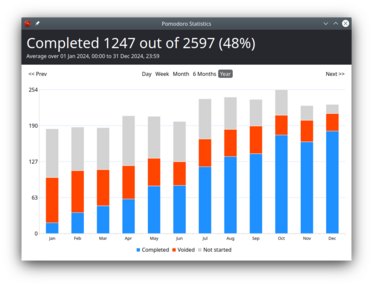 Pomodoro Statistics
Completed 1247 out of 2597 (48%)
Average over 01 Jan 2024, 00:00 to 31 Dec 2024, 23:59
<< Prev Day Week Month 6 Months Year Next >>
254
190
127
63
0
Jan Feb Mar Apr May Jun Jul Aug Sep Oct Nov Dec
Completed Voided Not started